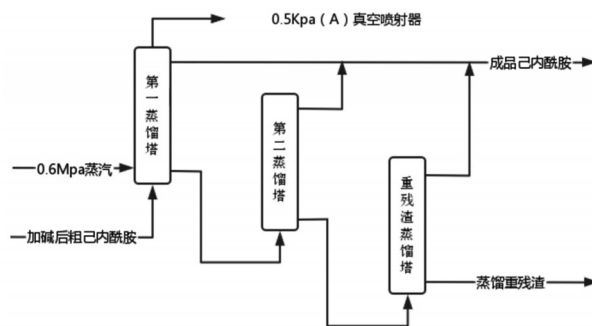 0.5Kpa（A）真空喷射器
成品己内酰胺
第一蒸馏塔
第二蒸馏塔
重残渣蒸馏塔
0.6Mpa蒸汽
加碱后粗己内酰胺
蒸馏重残渣